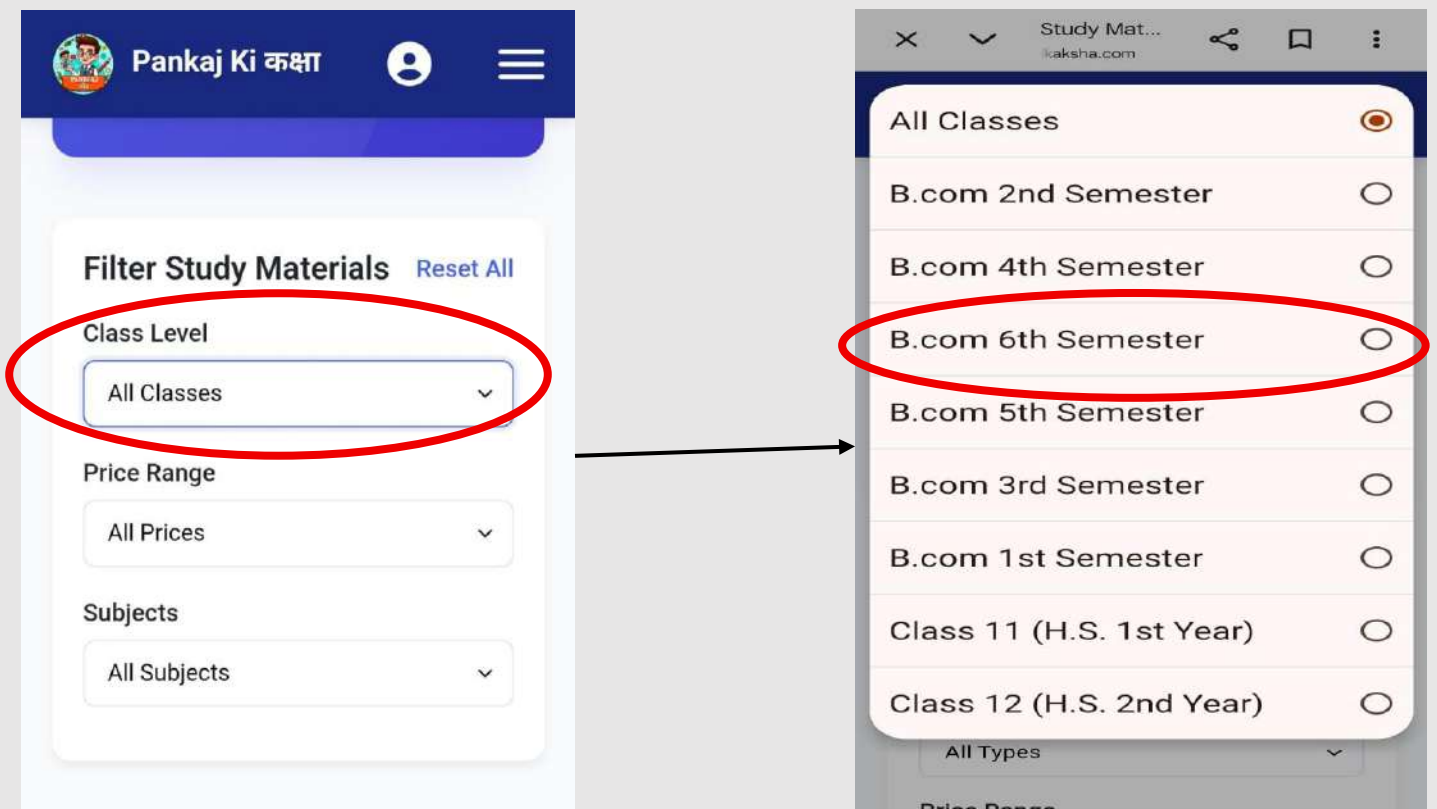 Pankaj Ki कक्षा
Filter Study Materials Reset All
Class Level
All Classes
Price Range
All Prices
Subjects
All Subjects
Study Mat...
kaksha.com
All Classes
B.com 2nd Semester
B.com 4th Semester
B.com 6th Semester
B.com 5th Semester
B.com 3rd Semester
B.com 1st Semester
Class 11 (H.S. 1st Year)
Class 12 (H.S. 2nd Year)
All Types
Price Range